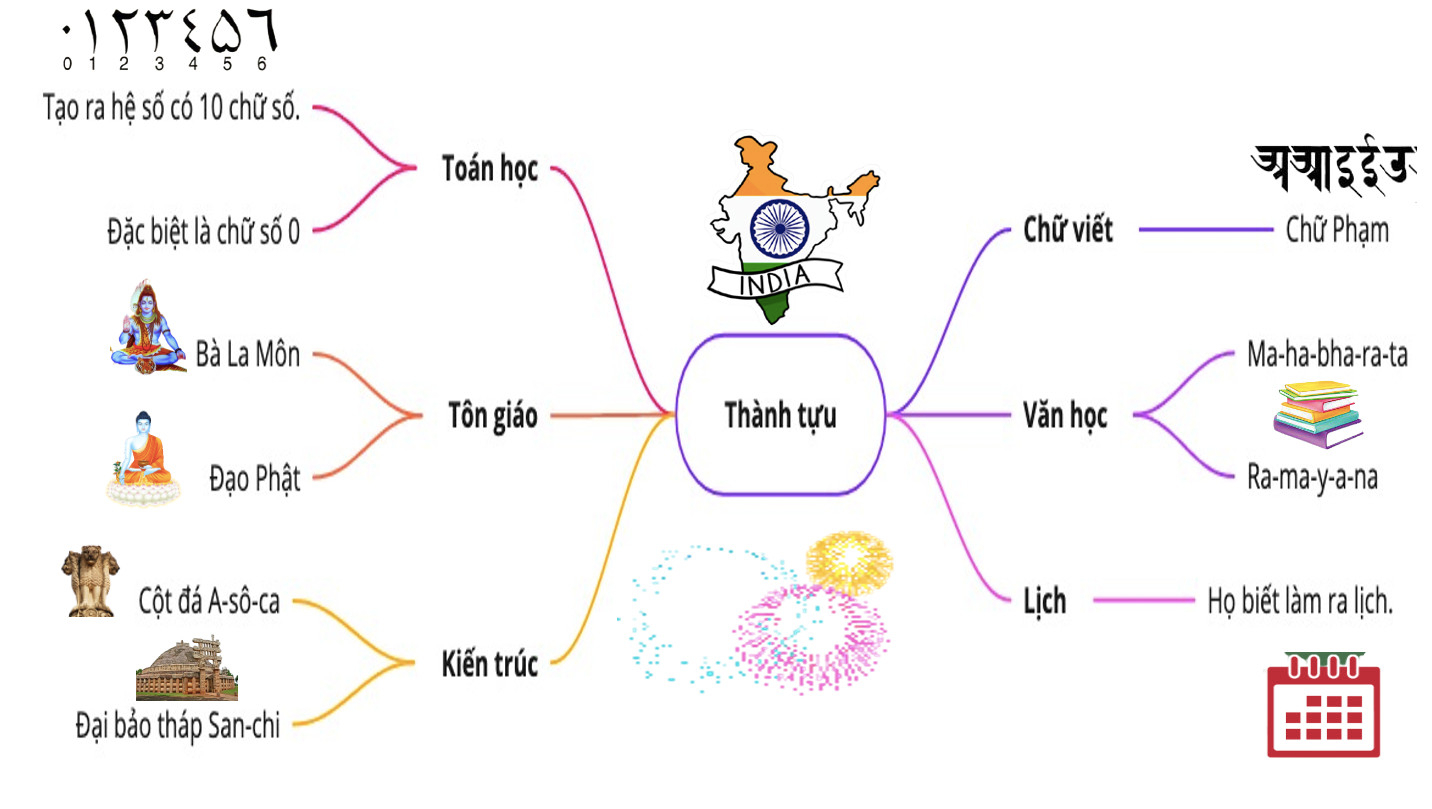 ٠١٢٣٤۵٦
0 1 2 3 4 5 6
Tạo ra hệ số có 10 chữ số.
Toán học
Đặc biệt là chữ số 0
Bà La Môn
Tôn giáo
Đạo Phật
Cột đá A-sô-ca
Kiến trúc
Đại bảo tháp San-chi
INDIA
Thành tựu
अआइईउ
Chữ viết
Chữ Phạm
Ma-ha-bha-ra-ta
Văn học
Ra-ma-y-a-na
Lịch
Họ biết làm ra lịch.